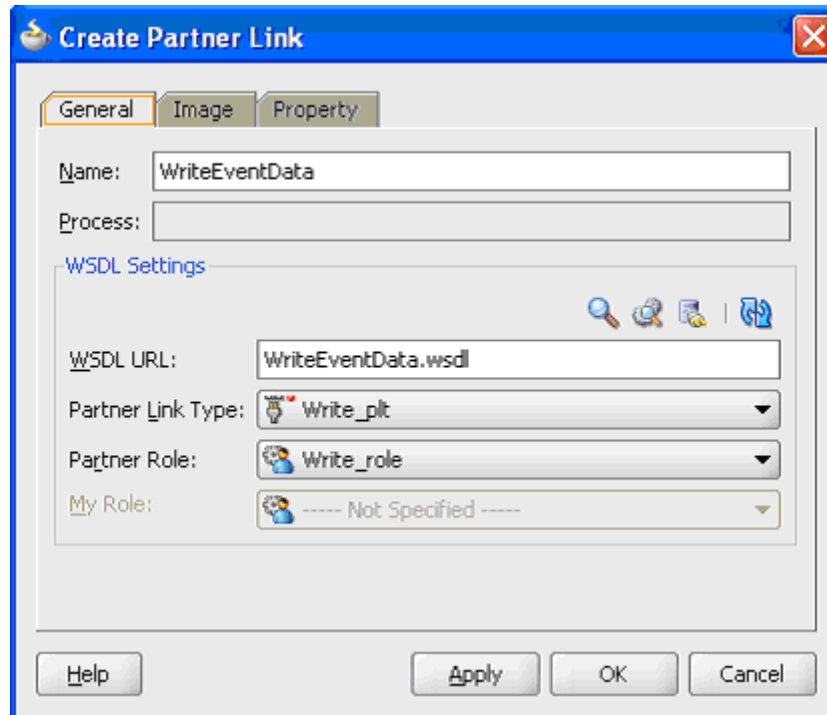 Create Partner Link
General Image Property
Name: WriteEventData
Process:
WSDL Settings
WSDL URL: WriteEventData.wsdl
Partner Link Type: Write_plt
Partner Role: Write_role
My Role: ----- Not Specified -----
Help Apply OK Cancel